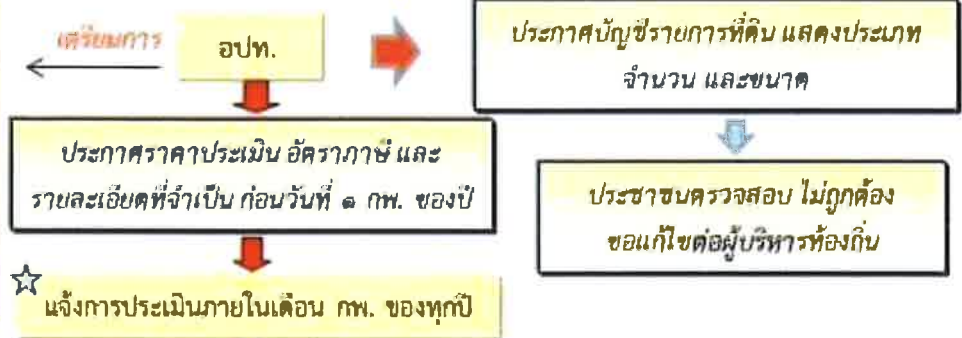 เตรียมการ
อปท.
ประกาศบัญชีรายการที่ดิน แสดงประเภท
จำนวน และขนาด
ประกาศราคาประเมิน อัตราภาษี และ
รายละเอียดที่จำเป็น ก่อนวันที่ ๑ กพ. ของปี
ประชาชนตรวจสอบ ไม่ถูกต้อง
ขอแก้ไขต่อผู้บริหารท้องถิ่น
แจ้งการประเมินภายในเดือน กพ. ของทุกปี